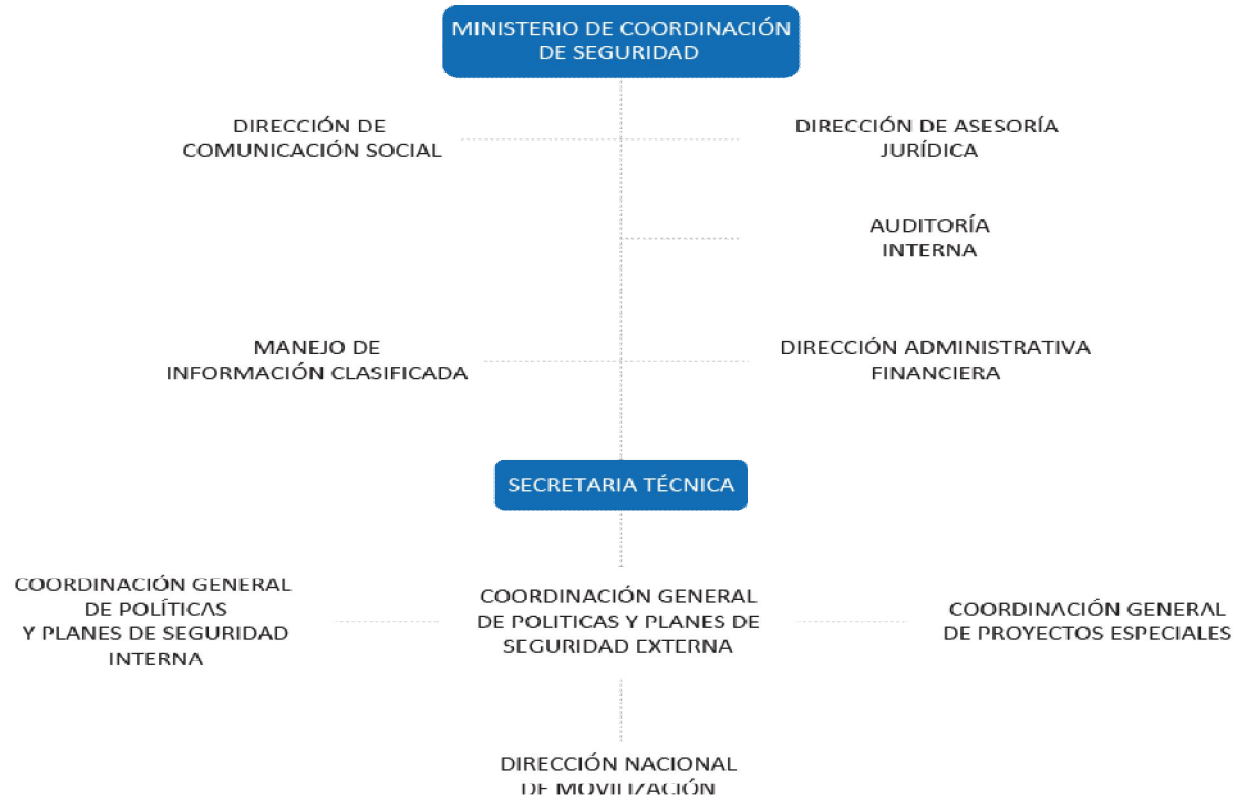 MINISTERIO DE COORDINACIÓN
DE SEGURIDAD
DIRECCIÓN DE
COMUNICACIÓN SOCIAL
DIRECCIÓN DE ASESORÍA
JURÍDICA
AUDITORÍA
INTERNA
MANEJO DE
INFORMACIÓN CLASIFICADA
DIRECCIÓN ADMINISTRATIVA
FINANCIERA
SECRETARIA TÉCNICA
COORDINACIÓN GENERAL
DE POLÍTICAS
Y PLANES DE SEGURIDAD
INTERNA
COORDINACIÓN GENERAL
DE POLITICAS Y PLANES DE
SEGURIDAD EXTERNA
COORDINACIÓN GENERAL
DE PROYECTOS ESPECIALES
DIRECCIÓN NACIONAL
DE MOVILIZACIÓN